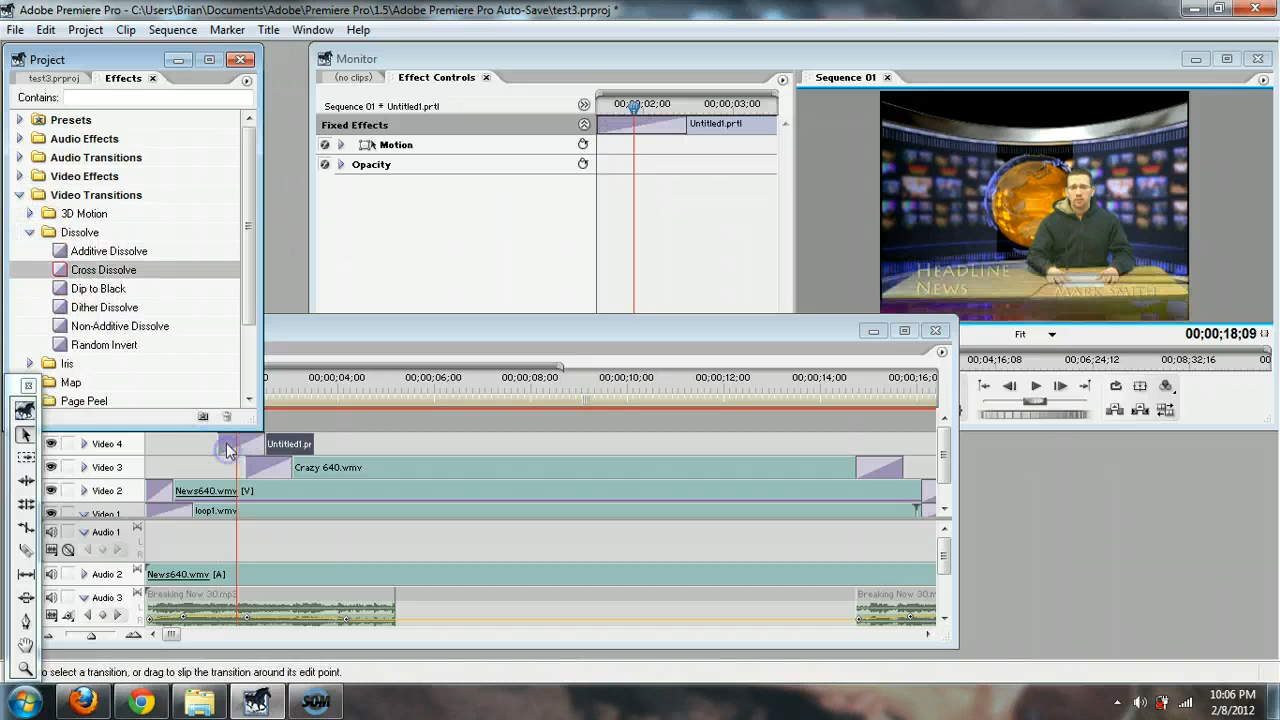 Adobe Premiere Pro - C:\Users\Brian\Documents\Adobe\Premiere Pro\1.5\Adobe Premiere Pro Auto-Save\test3.prproj *
File Edit Project Clip Sequence Marker Title Window Help
Project
Monitor
test3.prproj Effects
(no clips) Effect Controls
Sequence 01
Contains:
Sequence 01 * Untitled1.prtl
00;00;02;00 00;00;03;00
Presets
Fixed Effects
Untitled1.prtl
Audio Effects
Motion
Audio Transitions
Opacity
Video Effects
Video Transitions
3D Motion
Dissolve
Additive Dissolve
Cross Dissolve
HEADLINE
NEWS
MARK SMITH
Dip to Black
Dither Dissolve
Non-Additive Dissolve
Random Invert
Fit
00;00;18;09
Iris
00;04;16;08 00;06;24;12 00;08;32;16 00
Map
00;00;04;00 00;00;06;00 00;00;08;00 00;00;10;00 00;00;12;00 00;00;14;00 00;00;16;0
Page Peel
Video 4
Untitled1.pr
Video 3
Crazy 640.wmv
Video 2
News640.wmv [V]
Video 1
loop1.wmv
Audio 1
L
R
Audio 2
News640.wmv [A]
Audio 3
Breaking Now 30.mp3
Breaking Now 30.m
L
R
to select a transition, or drag to slip the transition around its edit point.
SOM
10:06 PM
2/8/2012